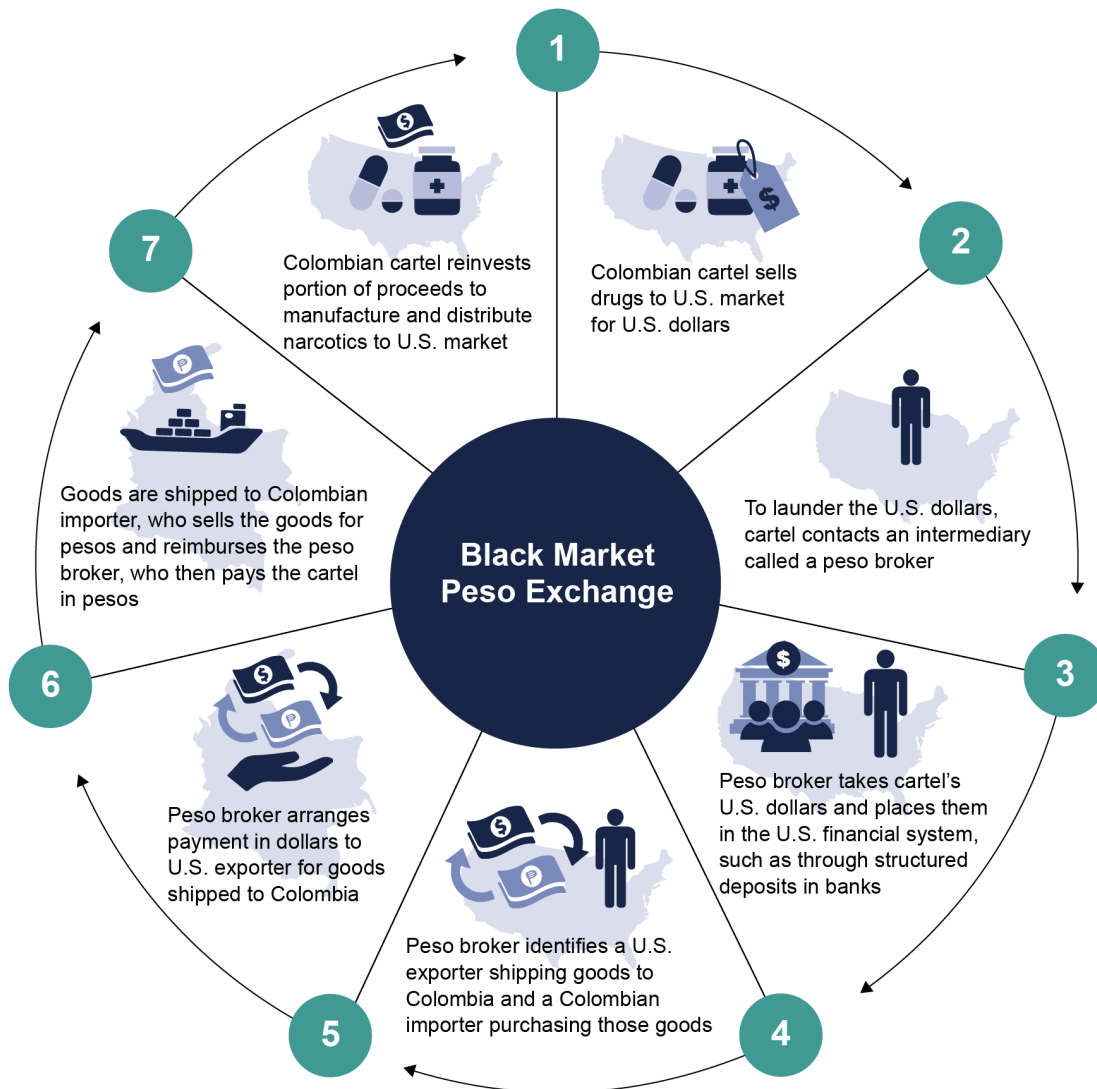 1
Colombian cartel sells
drugs to U.S. market
for U.S. dollars
$
2
To launder the U.S. dollars,
cartel contacts an intermediary
called a peso broker
3
$
Peso broker takes cartel’s
U.S. dollars and places them
in the U.S. financial system,
such as through structured
deposits in banks
4
$
Peso broker identifies a U.S.
exporter shipping goods to
Colombia and a Colombian
importer purchasing those goods
5
$
Peso broker arranges
payment in dollars to
U.S. exporter for goods
shipped to Colombia
6
Goods are shipped to Colombian
importer, who sells the goods for
pesos and reimburses the peso
broker, who then pays the cartel
in pesos
7
$
Colombian cartel reinvests
portion of proceeds to
manufacture and distribute
narcotics to U.S. market
Black Market
Peso Exchange